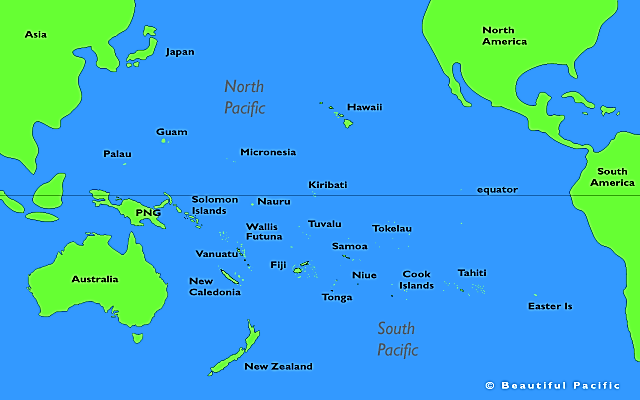 Asia
Japan
North
America
North
Pacific
Hawaii
Guam
Palau
Micronesia
South
America
Kiribati
equator
Solomon
Islands
Nauru
PNG
Wallis
Futuna
Tuvalu
Tokelau
Samoa
Vanuatu
Fiji
Niue
Cook
Islands
Tahiti
Australia
New
Caledonia
Tonga
Easter Is
South
Pacific
New Zealand
© Beautiful Pacific